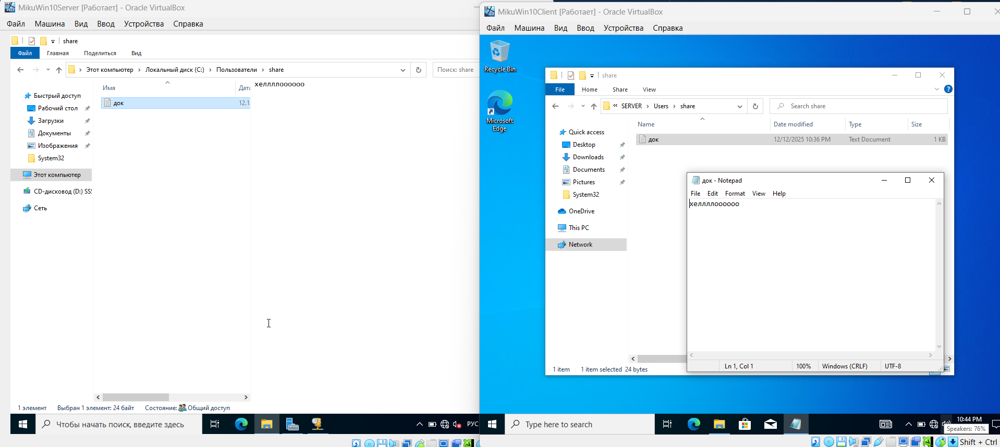 MikuWin10Server [Работает] - Oracle VirtualBox
Файл Машина Вид Ввод Устройства Справка
share
Файл Главная Поделиться Вид
Этот компьютер Локальный диск (C:) Пользователи share
Поиск: share
Имя Дата
док 12.1
хеллллоооооо
Быстрый доступ
Рабочий стол
Загрузки
Документы
Изображения
System32
Этот компьютер
CD-дисковод (D:) SS
Сеть
1 элемент Выбран 1 элемент: 24 байт Состояние: Общий доступ
Чтобы начать поиск, введите здесь
РУС
MikuWin10Client [Работает] - Oracle VirtualBox
Файл Машина Вид Ввод Устройства Справка
Recycle Bin
Microsoft
Edge
share
File Home Share View
« SERVER Users share
Search share
Name Date modified Type Size
док 12/12/2025 10:36 PM Text Document 1 KB
Quick access
Desktop
Downloads
Documents
Pictures
System32
OneDrive
This PC
Network
1 item 1 item selected 24 bytes
док - Notepad
File Edit Format View Help
хеллллоооооо
Ln 1, Col 1 100% Windows (CRLF) UTF-8
Type here to search
10:44 PM
Speakers: 76%
Shift + Ctrl